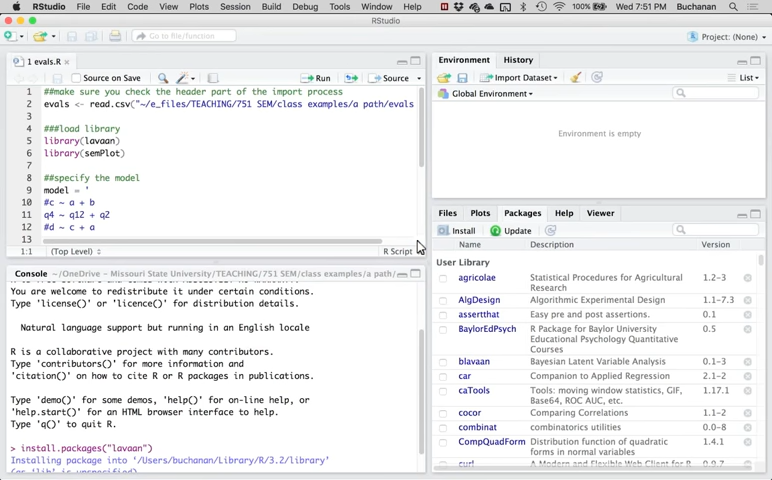 RStudio File Edit Code View Plots Session Build Debug Tools Window Help 100% Wed 7:51 PM Buchanan
RStudio
Go to file/function Project: (None)
1 evals.R
Source on Save Run Source
1 ##make sure you check the header part of the import process
2 evals <- read.csv("~/e_files/TEACHING/751 SEM/class examples/a path/evals
3
4 ###load library
5 library(lavaan)
6 library(semPlot)
7
8 ##specify the model
9 model = '
10 #c ~ a + b
11 q4 ~ q12 + q2
12 #d ~ c + a
13
1:1 (Top Level) R Script
Console ~/OneDrive - Missouri State University/TEACHING/751 SEM/class examples/a path/
You are welcome to redistribute it under certain conditions.
Type 'license()' or 'licence()' for distribution details.
Natural language support but running in an English locale
R is a collaborative project with many contributors.
Type 'contributors()' for more information and
'citation()' on how to cite R or R packages in publications.
Type 'demo()' for some demos, 'help()' for on-line help, or
'help.start()' for an HTML browser interface to help.
Type 'q()' to quit R.
> install.packages("lavaan")
Installing package into '/Users/buchanan/Library/R/3.2/library'
(as 'lib' is unspecified)
Environment History
Import Dataset List
Global Environment
Environment is empty
Files Plots Packages Help Viewer
Install Update
Name Description Version
User Library
agricolae Statistical Procedures for Agricultural Research 1.2-3
AlgDesign Algorithmic Experimental Design 1.1-7.3
assertthat Easy pre and post assertions. 0.1
BaylorEdPsych R Package for Baylor University Educational Psychology Quantitative Courses 0.5
blavaan Bayesian Latent Variable Analysis 0.1-3
car Companion to Applied Regression 2.1-2
caTools Tools: moving window statistics, GIF, Base64, ROC AUC, etc. 1.17.1
cocor Comparing Correlations 1.1-2
combinat combinatorics utilities 0.0-8
CompQuadForm Distribution function of quadratic forms in normal variables 1.4.1
curl A Modern and Flexible Web Client for R 0.9.7